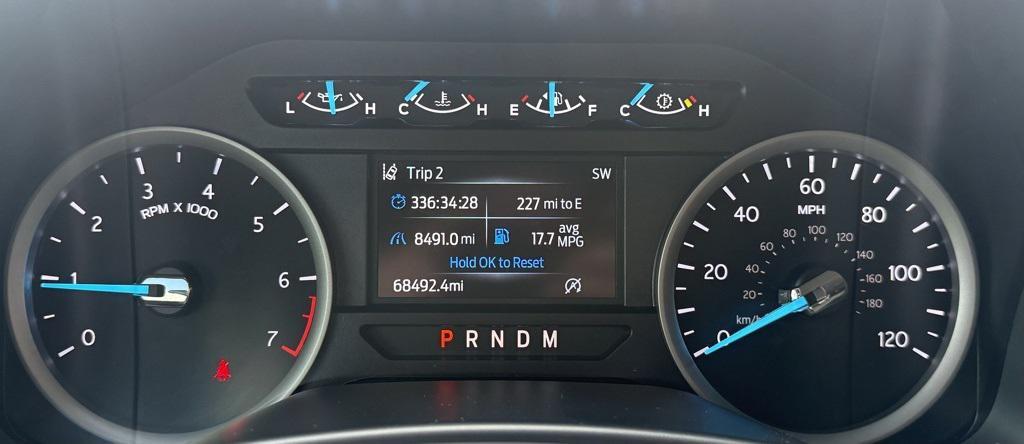 L H C H E F C H
Trip 2 SW
336:34:28 227 mi to E
8491.0 mi 17.7 avg MPG
Hold OK to Reset
68492.4mi
P R N D M
0 1 2 3 4 5 6 7
RPM X 1000
0 20 40 60 80 100 120
MPH
20 40 60 80 100 120 140 160 180
km/h